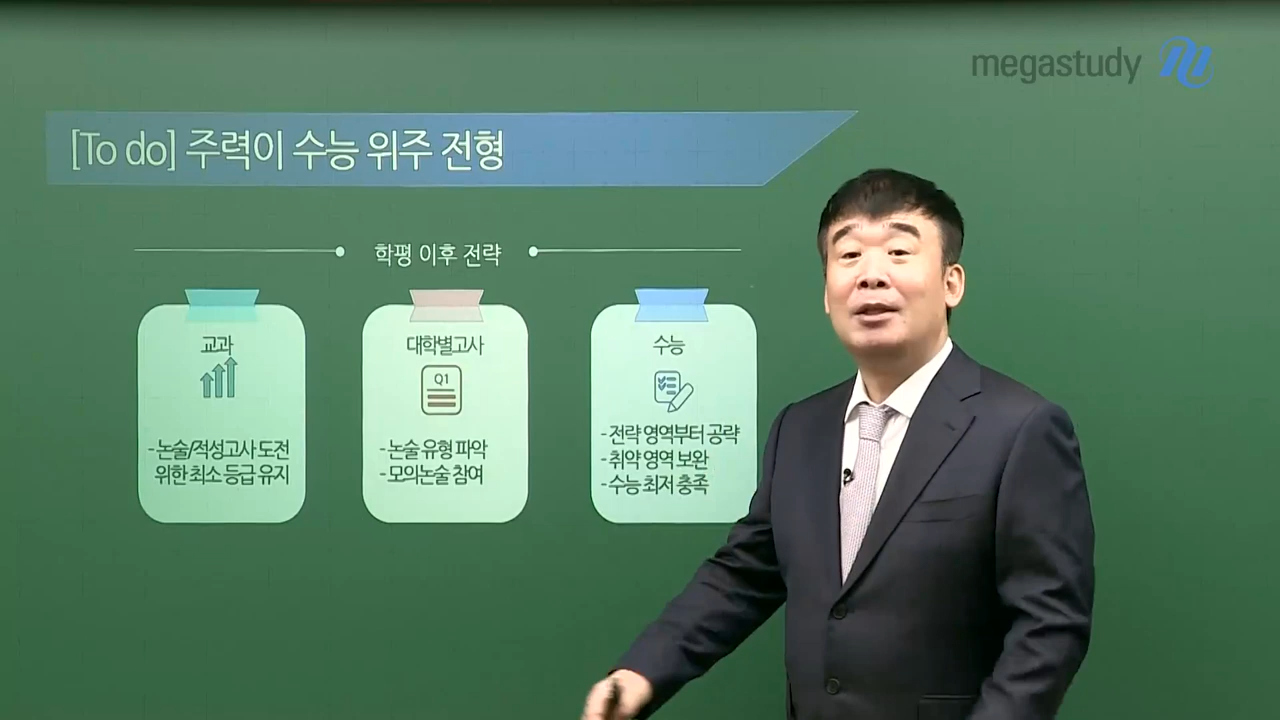 megastudy
[To do] 주력이 수능 위주 전형
학평 이후 전략
교과
- 논술/적성고사 도전
위한 최소 등급 유지
대학별고사
Q1
- 논술 유형 파악
- 모의논술 참여
수능
- 전략 영역부터 공략
- 취약 영역 보완
- 수능 최저 충족